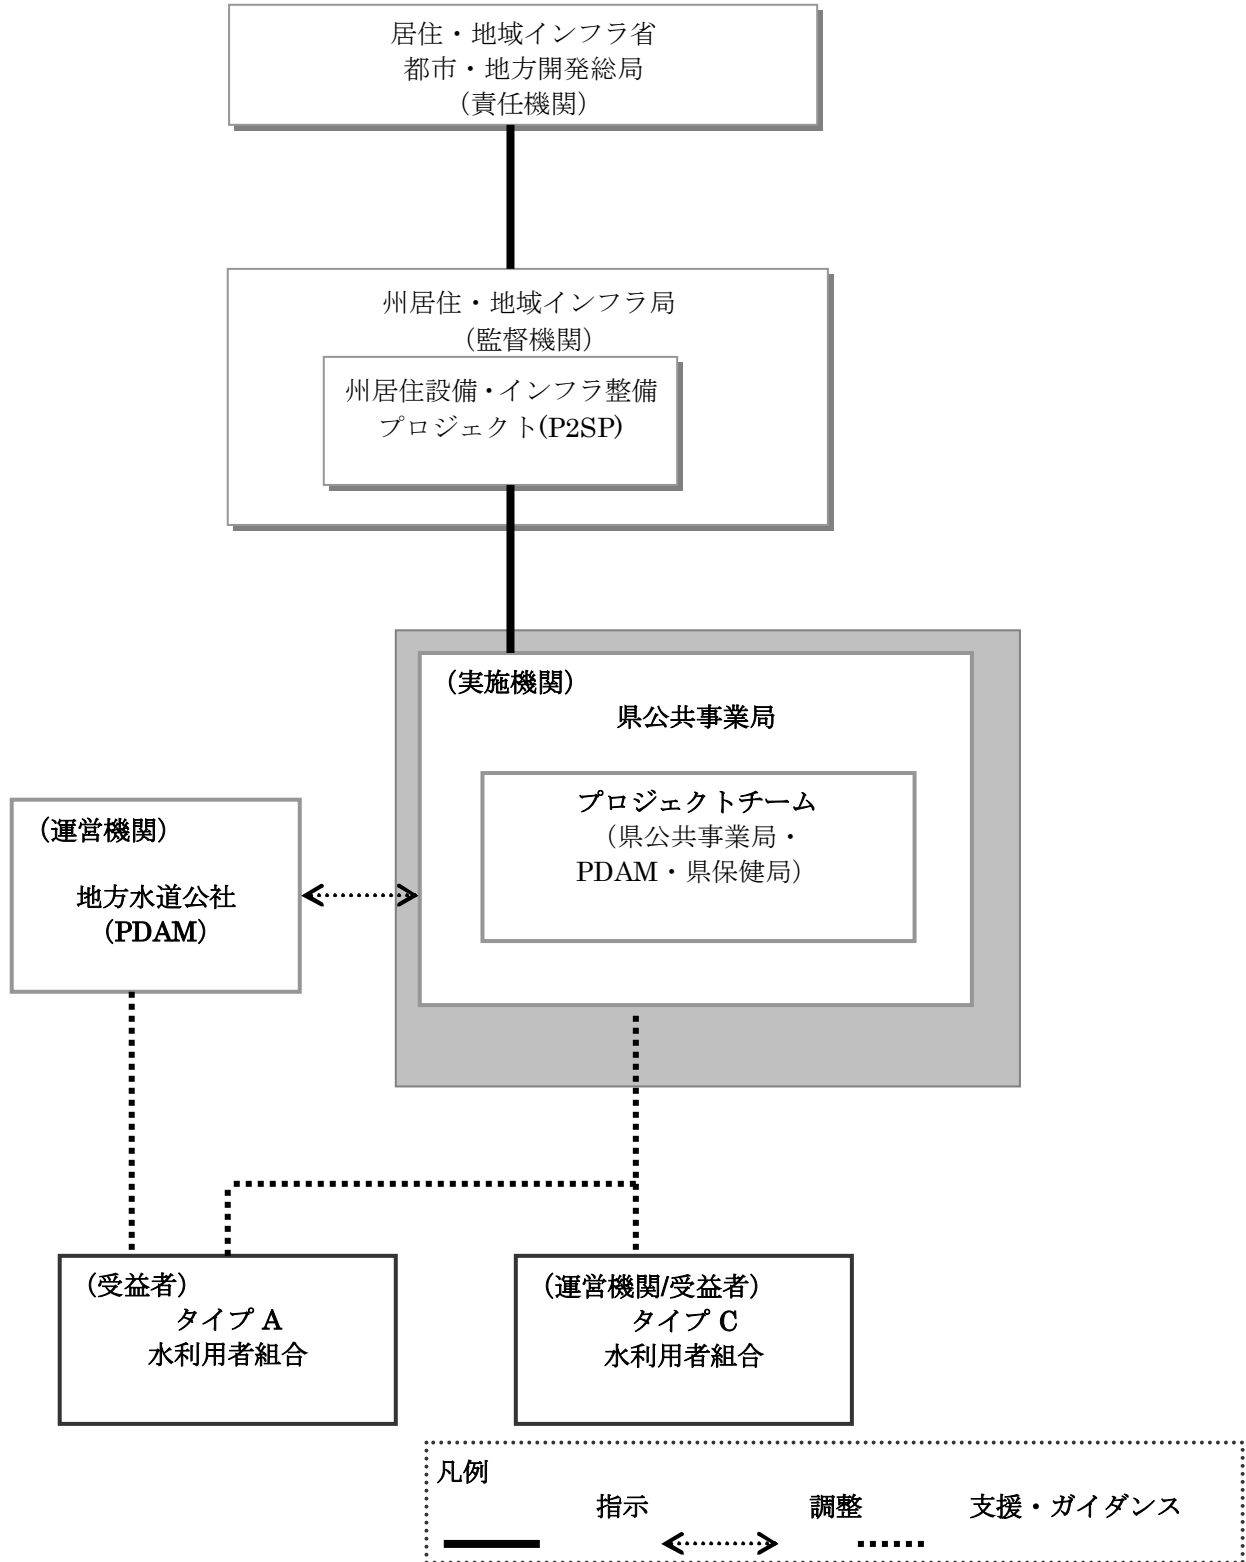 居住・地域インフラ省
都市・地方開発総局
（責任機関）
州居住・地域インフラ局
（監督機関）
州居住設備・インフラ整備
プロジェクト(P2SP)
（実施機関）
県公共事業局
プロジェクトチーム
（県公共事業局・
PDAM・県保健局）
（運営機関）
地方水道公社
（PDAM）
（受益者）
タイプ A
水利用者組合
（運営機関/受益者）
タイプ C
水利用者組合
凡例
指示 調整 支援・ガイダンス